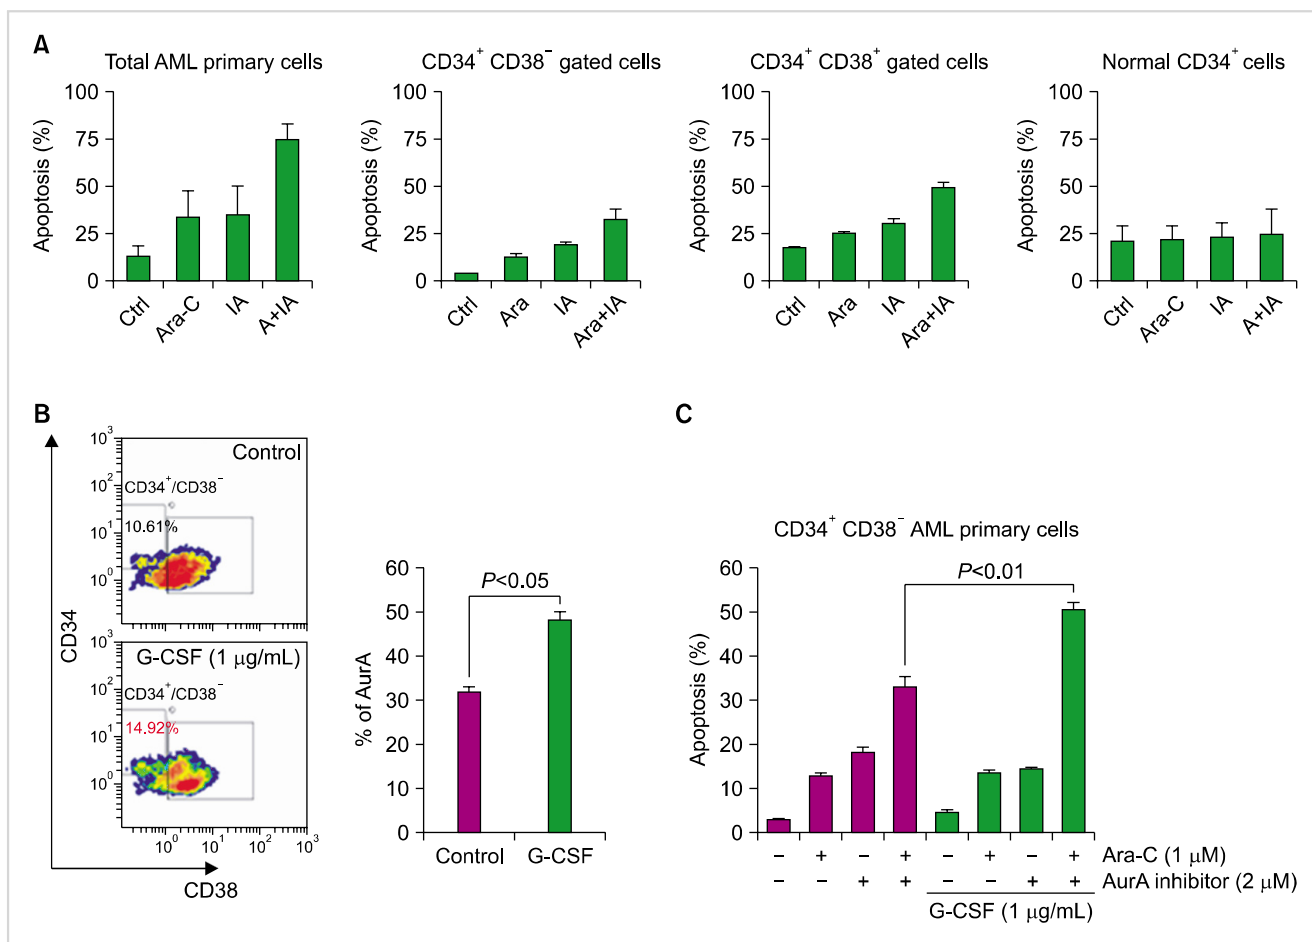 A
Total AML primary cells
Apoptosis (%)
100
75
50
25
0
Ctrl
Ara-C
IA
A+IA
CD34⁺ CD38⁻ gated cells
Apoptosis (%)
100
75
50
25
0
Ctrl
Ara
IA
Ara+IA
CD34⁺ CD38⁺ gated cells
Apoptosis (%)
100
75
50
25
0
Ctrl
Ara
IA
Ara+IA
Normal CD34⁺ cells
Apoptosis (%)
100
75
50
25
0
Ctrl
Ara-C
IA
A+IA
B
CD34
10³
10²
10¹
10⁰
Control
CD34⁺/CD38⁻
10.61%
10³
10²
10¹
10⁰
G-CSF (1 μg/mL)
CD34⁺/CD38⁻
14.92%
10⁰ 10¹ 10² 10³
CD38
% of AurA
60
50
40
30
20
10
0
P<0.05
Control
G-CSF
C
CD34⁺ CD38⁻ AML primary cells
Apoptosis (%)
60
50
40
30
20
10
0
P<0.01
− + − + − + − + Ara-C (1 μM)
− − + + − − + + AurA inhibitor (2 μM)
G-CSF (1 μg/mL)